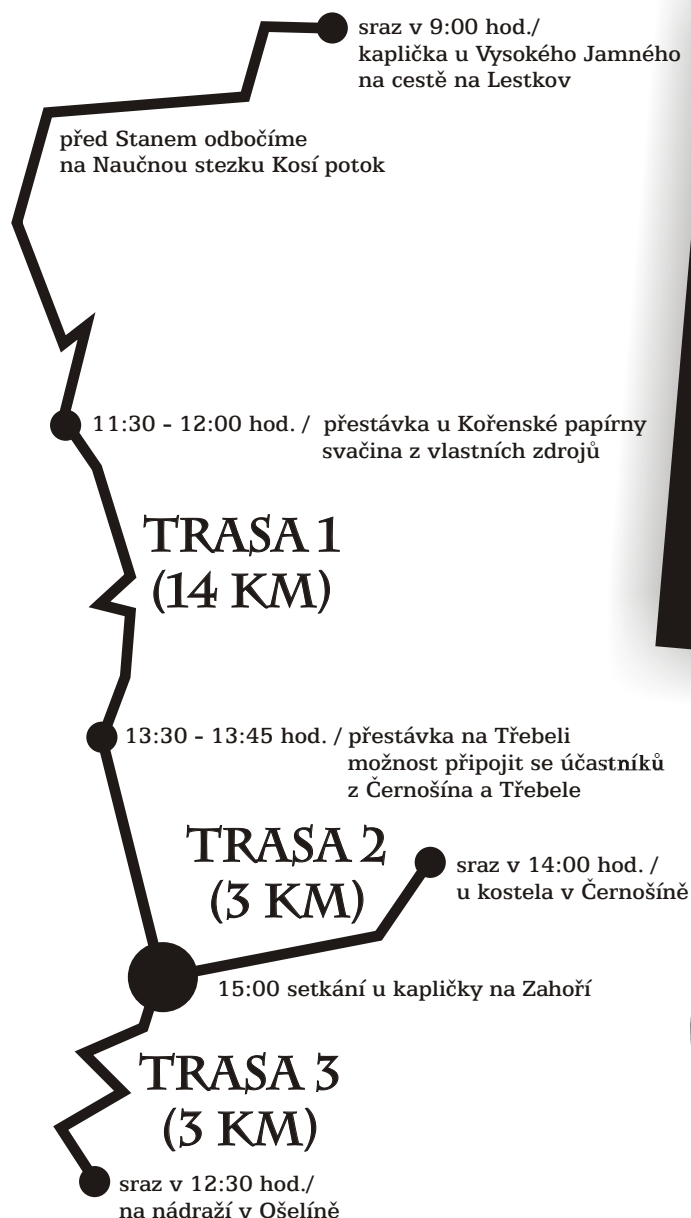 sraz v 9:00 hod./
kaplička u Vysokého Jamného
na cestě na Lestkov
před Stanem odbočíme
na Naučnou stezku Kosí potok
11:30 - 12:00 hod. / přestávka u Kořenské papírny
svačina z vlastních zdrojů
TRASA 1
(14 KM)
13:30 - 13:45 hod. / přestávka na Třebeli
možnost připojit se účastníků
z Černošína a Třebele
TRASA 2
(3 KM)
sraz v 14:00 hod. /
u kostela v Černošíně
15:00 setkání u kapličky na Zahoří
TRASA 3
(3 KM)
sraz v 12:30 hod./
na nádraží v Ošelíně